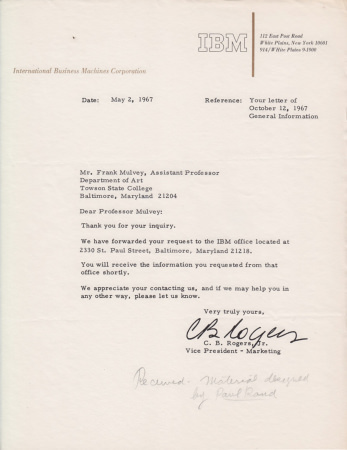 IBM
112 East Post Road
White Plains, New York 10601
914/WHite Plains 9-1900
International Business Machines Corporation
Date: May 2, 1967 Reference: Your letter of
October 12, 1967
General Information
Mr. Frank Mulvey, Assistant Professor
Department of Art
Towson State College
Baltimore, Maryland 21204
Dear Professor Mulvey:
Thank you for your inquiry.
We have forwarded your request to the IBM office located at
2330 St. Paul Street, Baltimore, Maryland 21218.
You will receive the information you requested from that
office shortly.
We appreciate your contacting us, and if we may help you in
any other way, please let us know.
Very truly yours,
CB Rogers
C. B. Rogers, Jr.
Vice President - Marketing
Received - Material designed
by Paul Rand